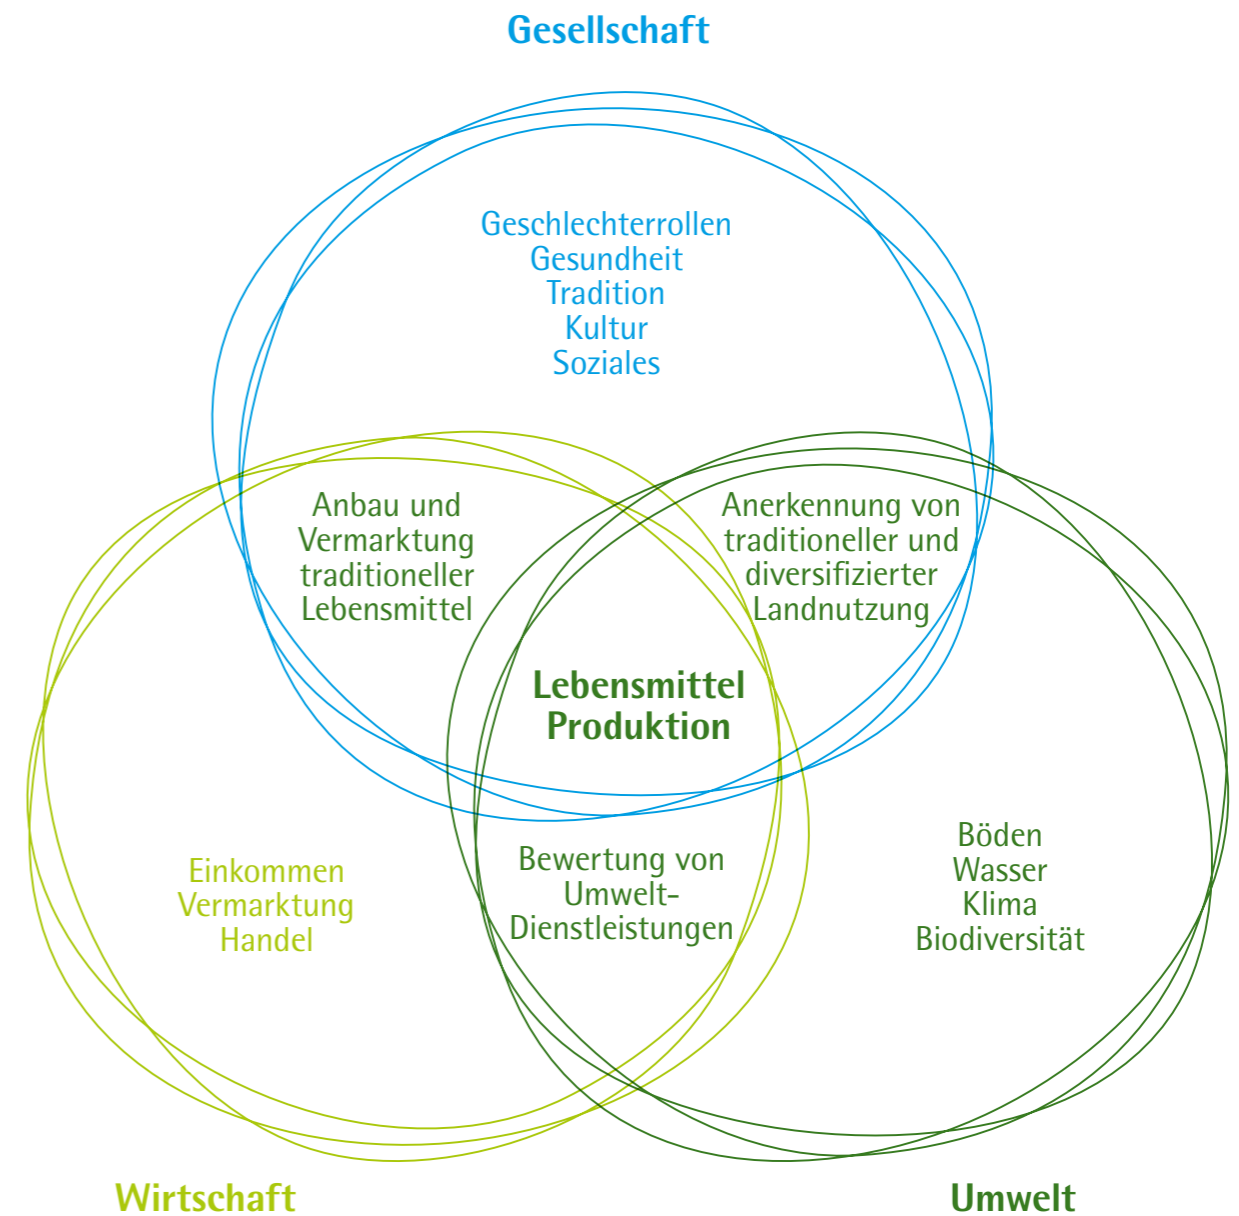 Gesellschaft
Geschlechterrollen
Gesundheit
Tradition
Kultur
Soziales
Anbau und
Vermarktung
traditioneller
Lebensmittel
Anerkennung von
traditioneller und
diversifizierter
Landnutzung
Lebensmittel
Produktion
Einkommen
Vermarktung
Handel
Bewertung von
Umwelt-
Dienstleistungen
Böden
Wasser
Klima
Biodiversität
Wirtschaft
Umwelt